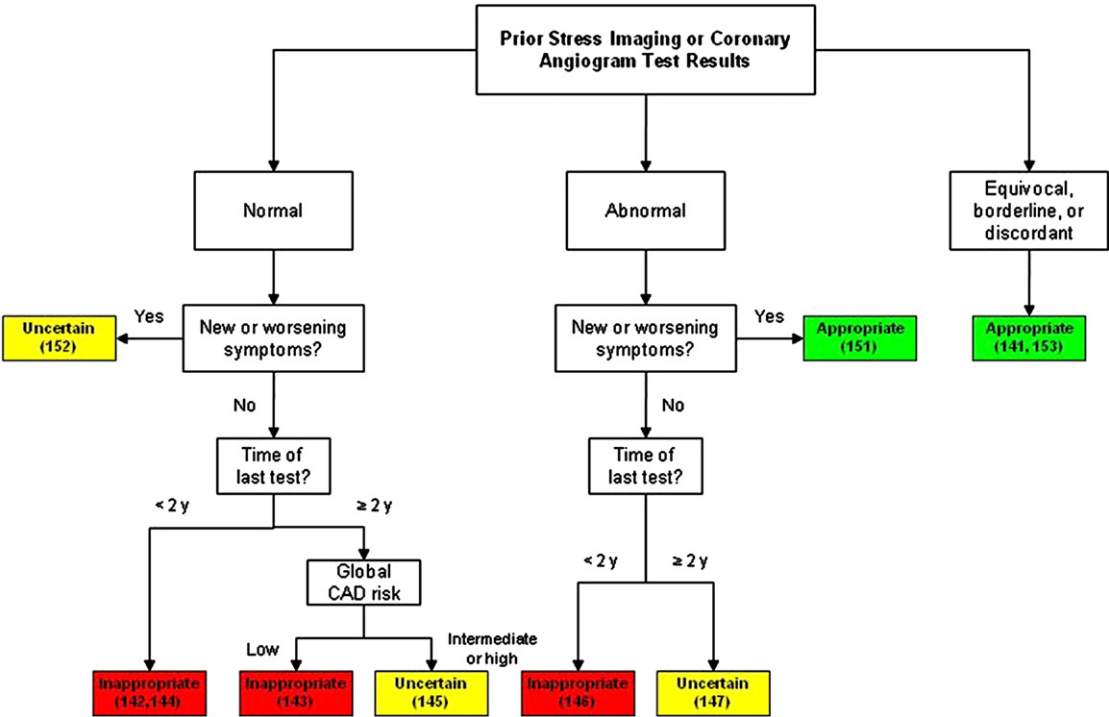 Prior Stress Imaging or Coronary
Angiogram Test Results
Normal
Abnormal
Equivocal,
borderline, or
discordant
Uncertain
(152)
Yes
New or worsening
symptoms?
New or worsening
symptoms?
Yes
Appropriate
(151)
Appropriate
(141, 153)
No
No
Time of
last test?
Time of
last test?
< 2 y
≥ 2 y
Global
CAD risk
< 2 y
≥ 2 y
Low
Intermediate
or high
Inappropriate
(142,144)
Inappropriate
(143)
Uncertain
(145)
Inappropriate
(146)
Uncertain
(147)